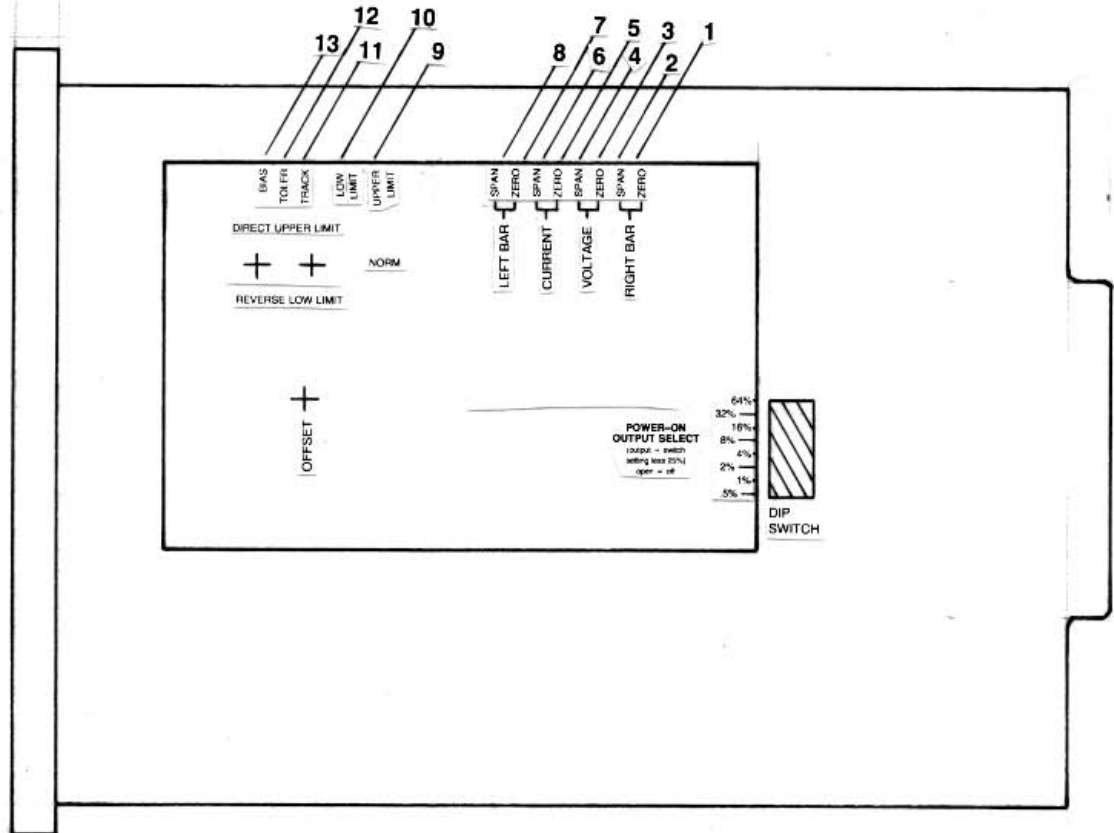 12
10
7
5
3
1
13
11
9
8
6
4
2
BIAS
TOLER
TRACK
LOW
LIMIT
UPPER
LIMIT
SPAN
ZERO
SPAN
ZERO
SPAN
ZERO
SPAN
ZERO
LEFT BAR
CURRENT
VOLTAGE
RIGHT BAR
DIRECT UPPER LIMIT
NORM
REVERSE LOW LIMIT
OFFSET
POWER-ON
OUTPUT SELECT
(output = switch
setting less 25%)
open = off
64%
32%
16%
8%
4%
2%
1%
.5%
DIP
SWITCH